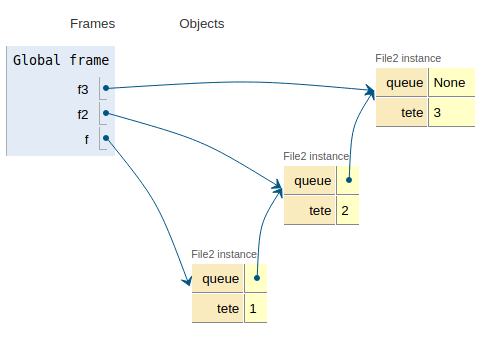 Frames Objects
Global frame
f3
f2
f
File2 instance
queue None
tete 3
File2 instance
queue
tete 2
File2 instance
queue
tete 1